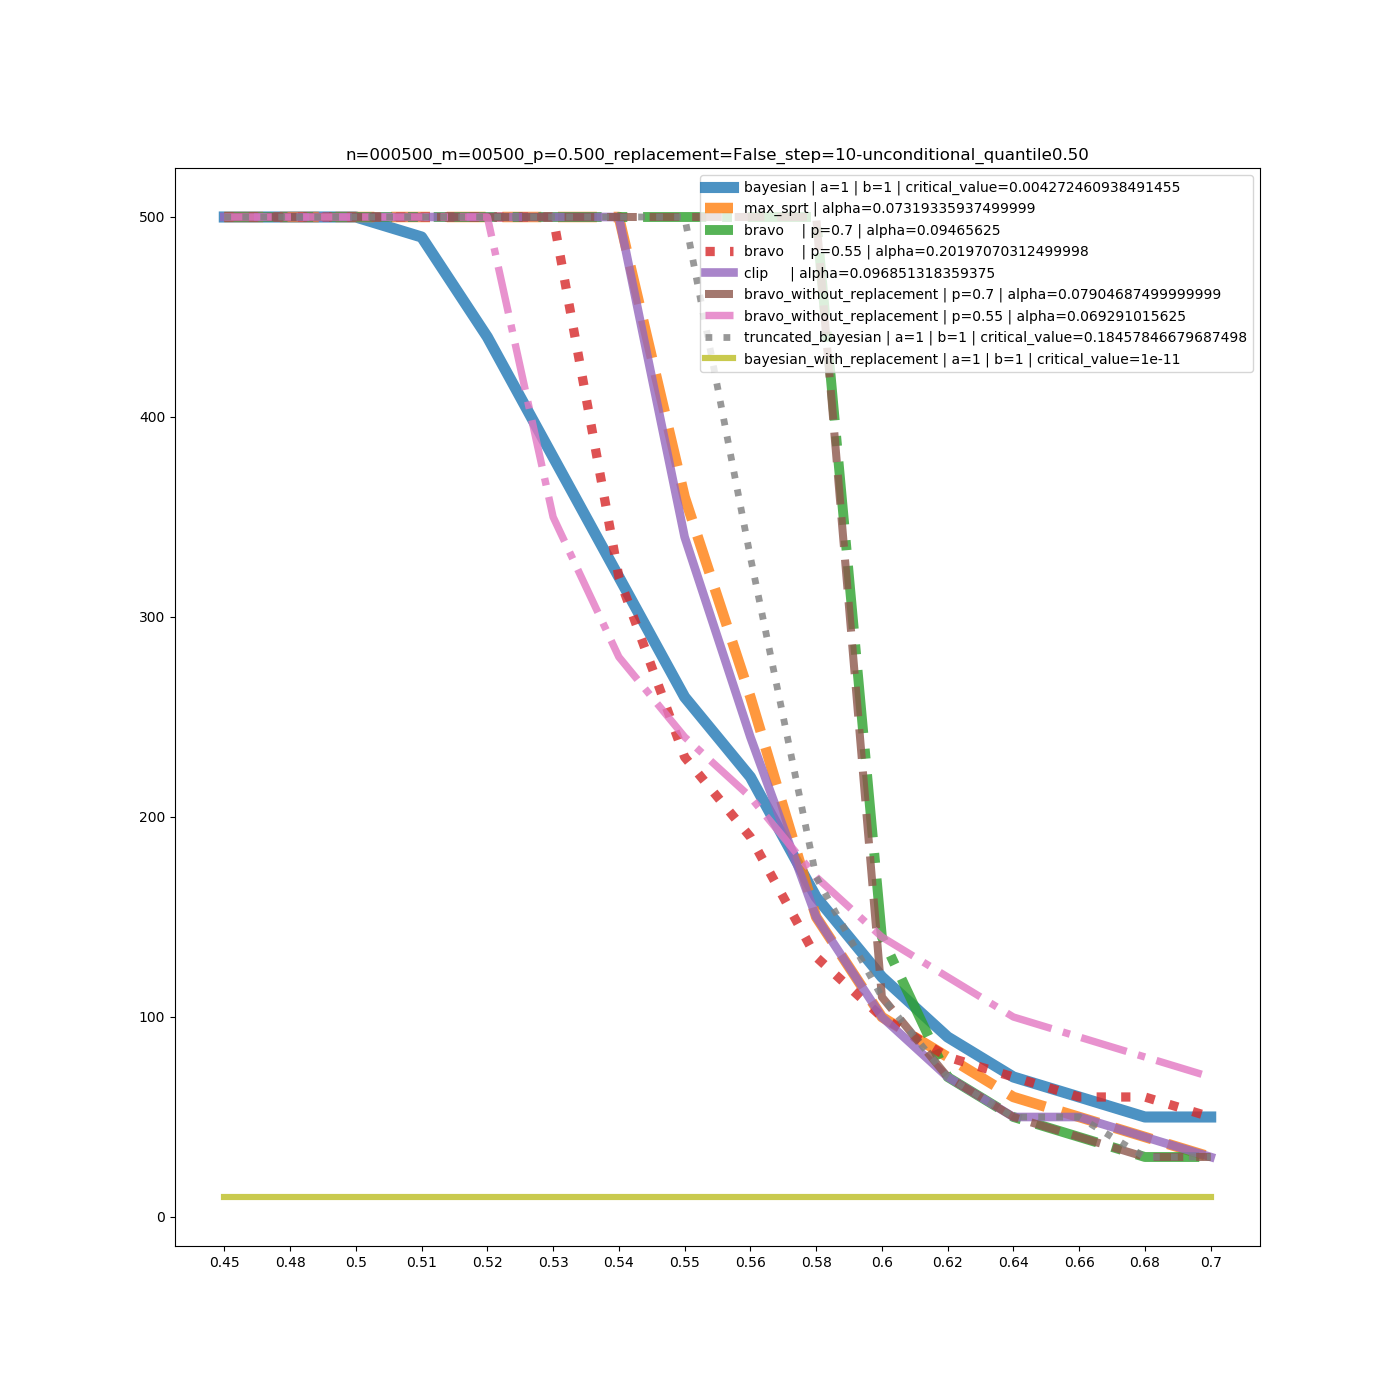 n=000500_m=00500_p=0.500_replacement=False_step=10-unconditional_quantile0.50
bayesian | a=1 | b=1 | critical_value=0.004272460938491455
max_sprt | alpha=0.07319335937499999
bravo | p=0.7 | alpha=0.09465625
bravo | p=0.55 | alpha=0.20197070312499998
clip | alpha=0.096851318359375
bravo_without_replacement | p=0.7 | alpha=0.07904687499999999
bravo_without_replacement | p=0.55 | alpha=0.069291015625
truncated_bayesian | a=1 | b=1 | critical_value=0.18457846679687498
bayesian_with_replacement | a=1 | b=1 | critical_value=1e-11
500
400
300
200
100
0
0.45 0.48 0.5 0.51 0.52 0.53 0.54 0.55 0.56 0.58 0.6 0.62 0.64 0.66 0.68 0.7